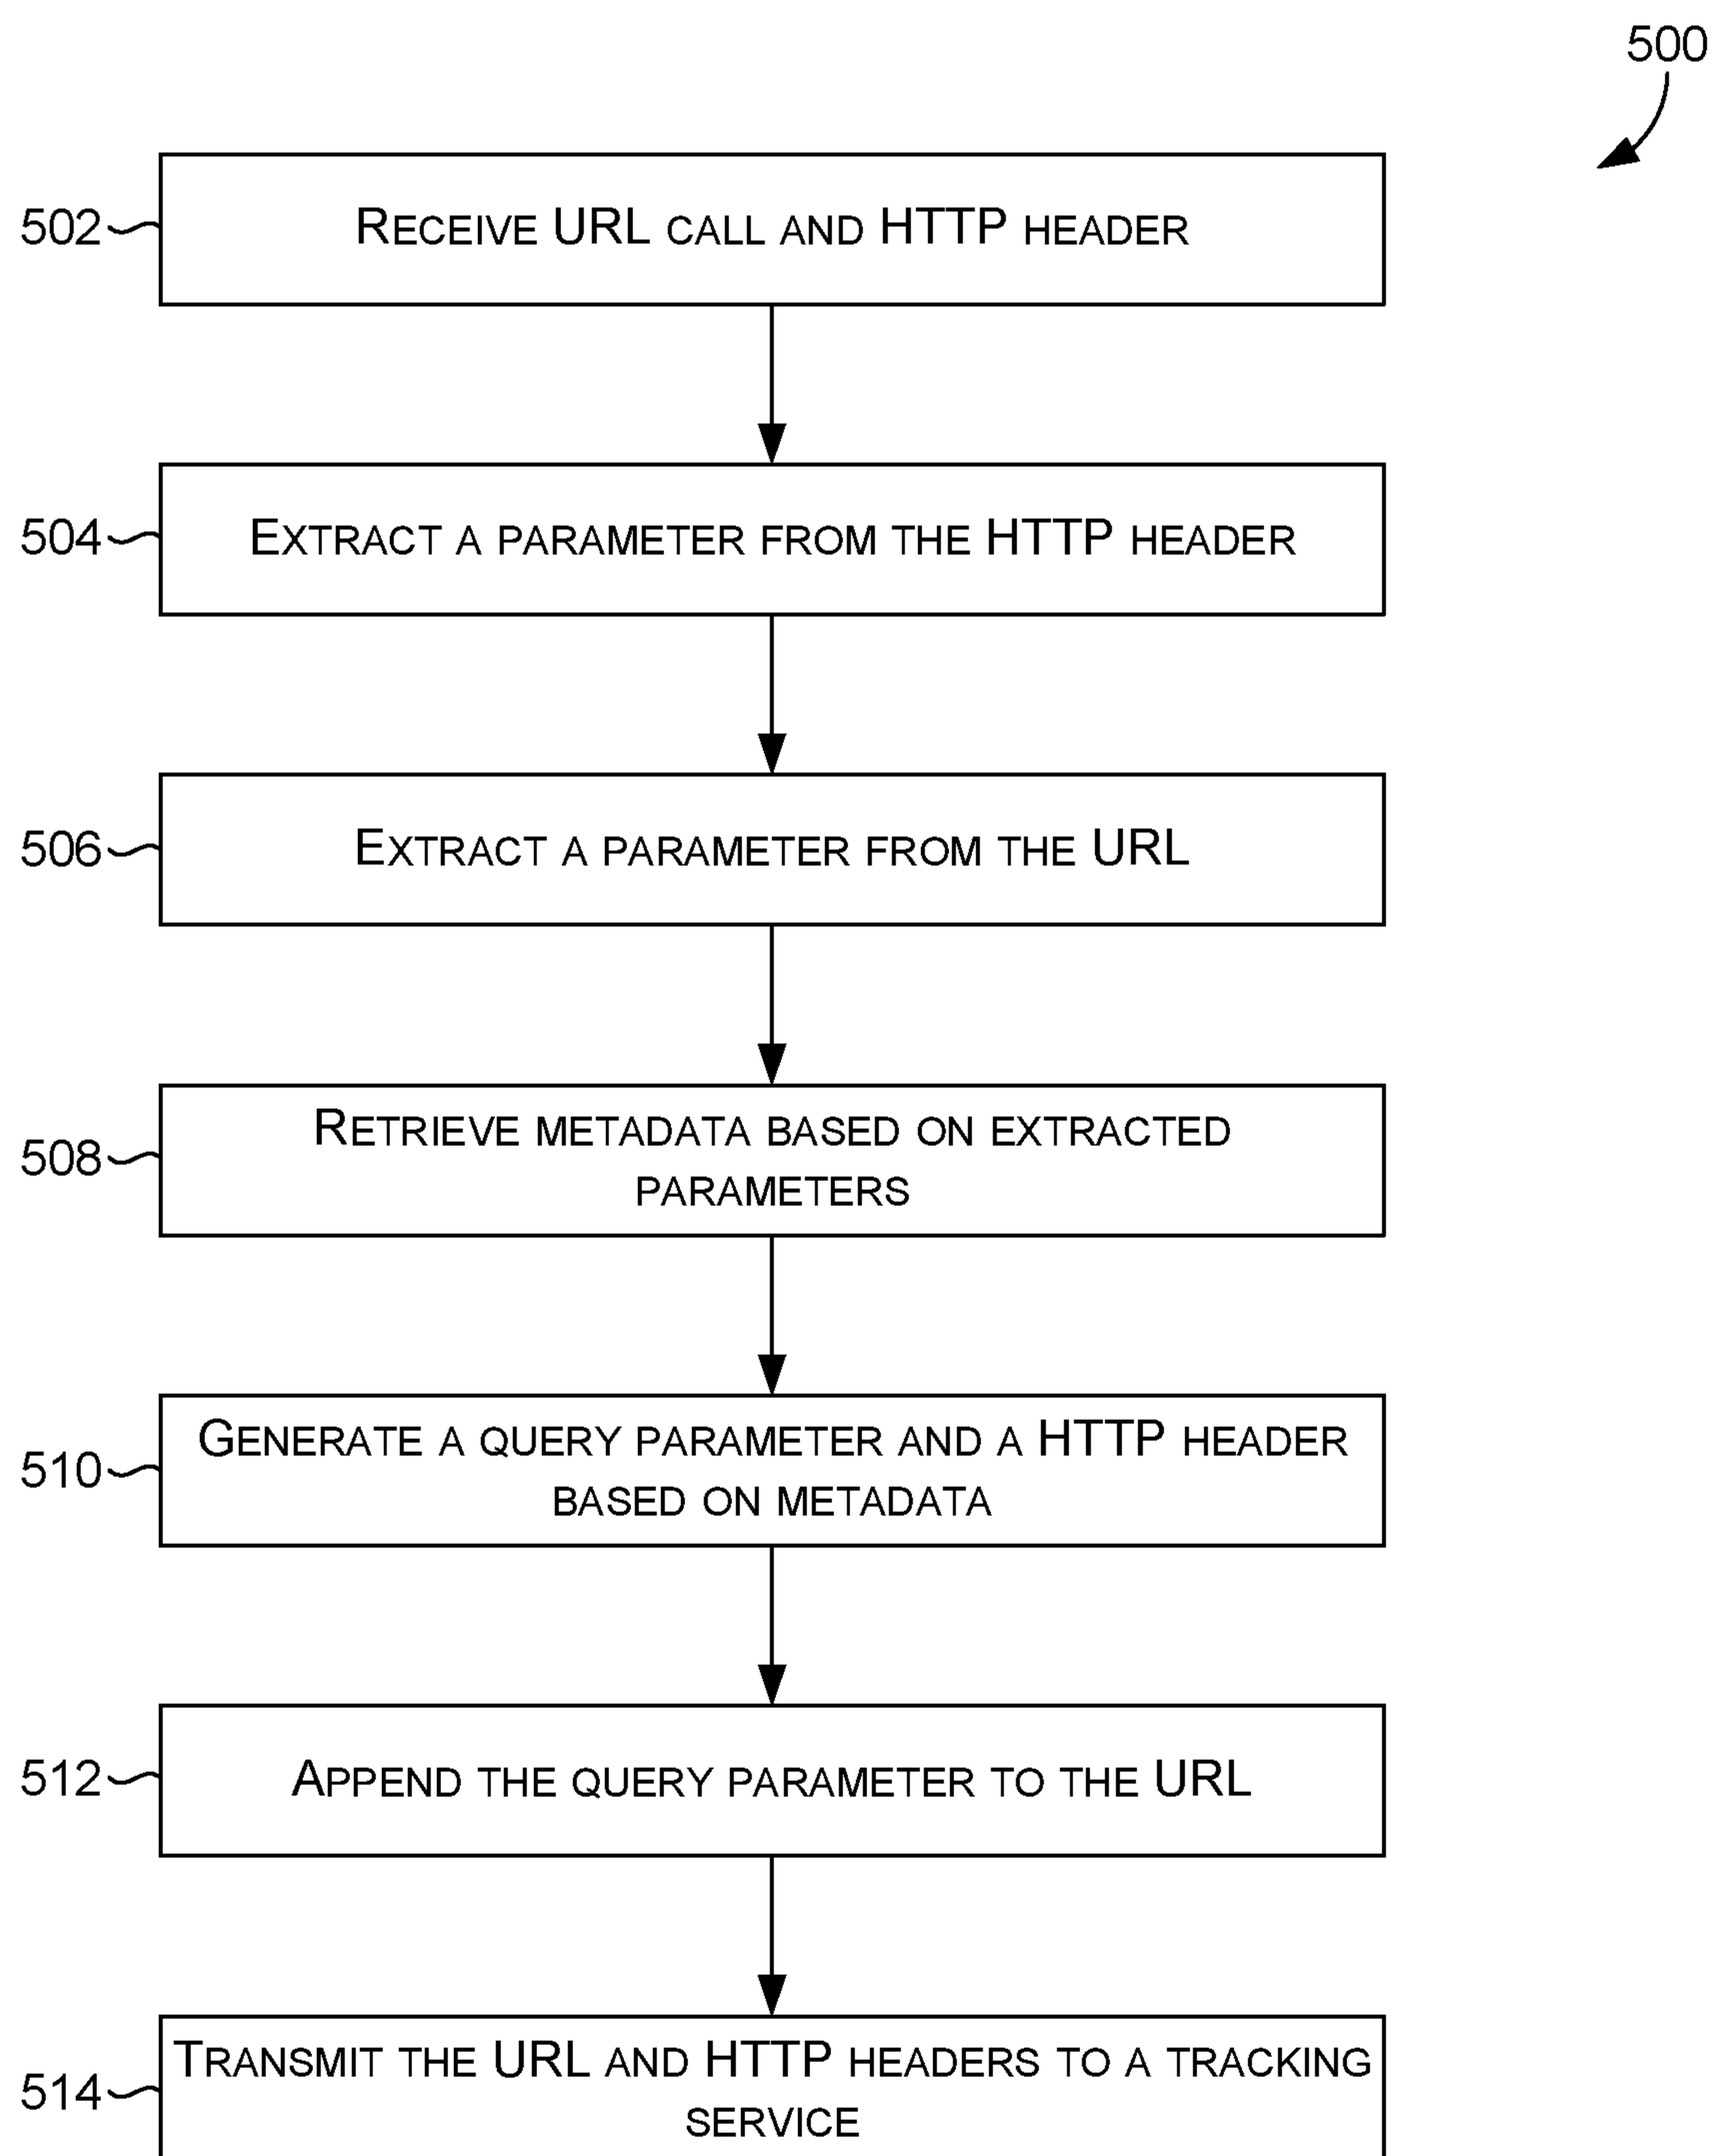 500
502
RECEIVE URL CALL AND HTTP HEADER
504
EXTRACT A PARAMETER FROM THE HTTP HEADER
506
EXTRACT A PARAMETER FROM THE URL
508
RETRIEVE METADATA BASED ON EXTRACTED
PARAMETERS
510
GENERATE A QUERY PARAMETER AND A HTTP HEADER
BASED ON METADATA
512
APPEND THE QUERY PARAMETER TO THE URL
514
TRANSMIT THE URL AND HTTP HEADERS TO A TRACKING
SERVICE